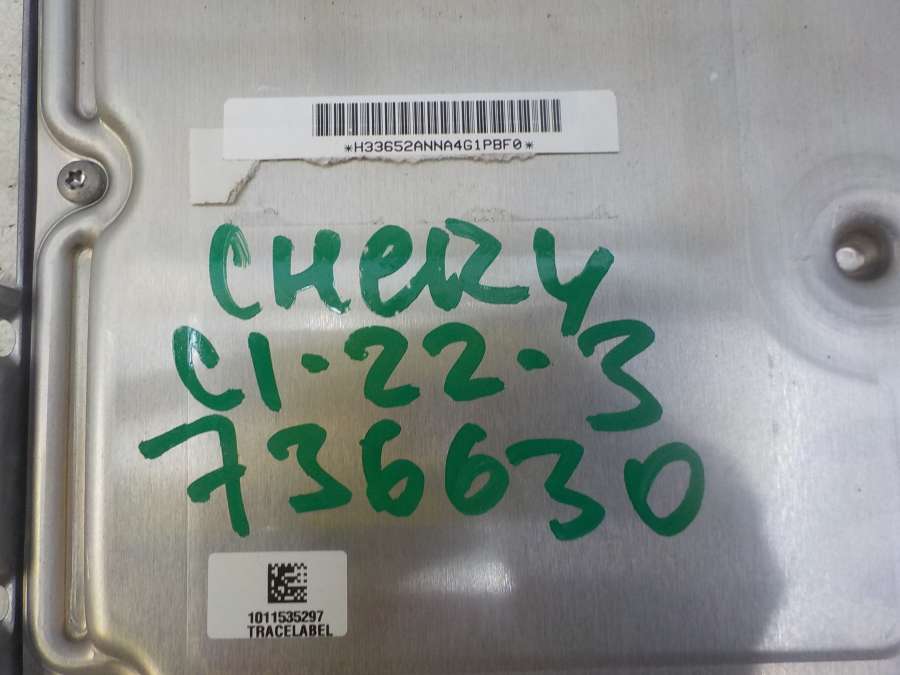 *H33652ANNA4G1PBF0*
CHERY
C1-22-3
736630
1011535297
TRACELABEL